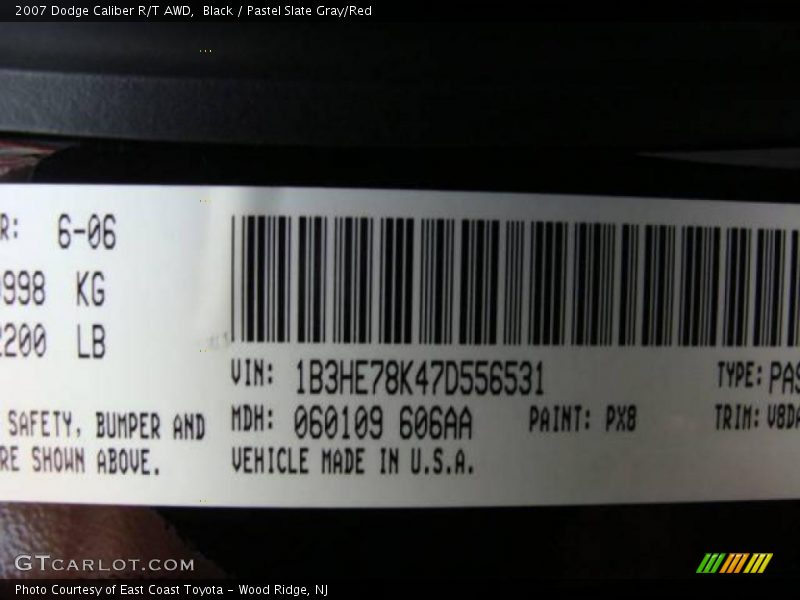 2007 Dodge Caliber R/T AWD, Black / Pastel Slate Gray/Red
R: 6-06
998 KG
2200 LB
SAFETY, BUMPER AND
RE SHOWN ABOVE.
VIN: 1B3HE78K47D556531 TYPE: PAS
MDH: 060109 606AA PAINT: PX8 TRIM: V8DA
VEHICLE MADE IN U.S.A.
GTCARLOT.COM
Photo Courtesy of East Coast Toyota - Wood Ridge, NJ